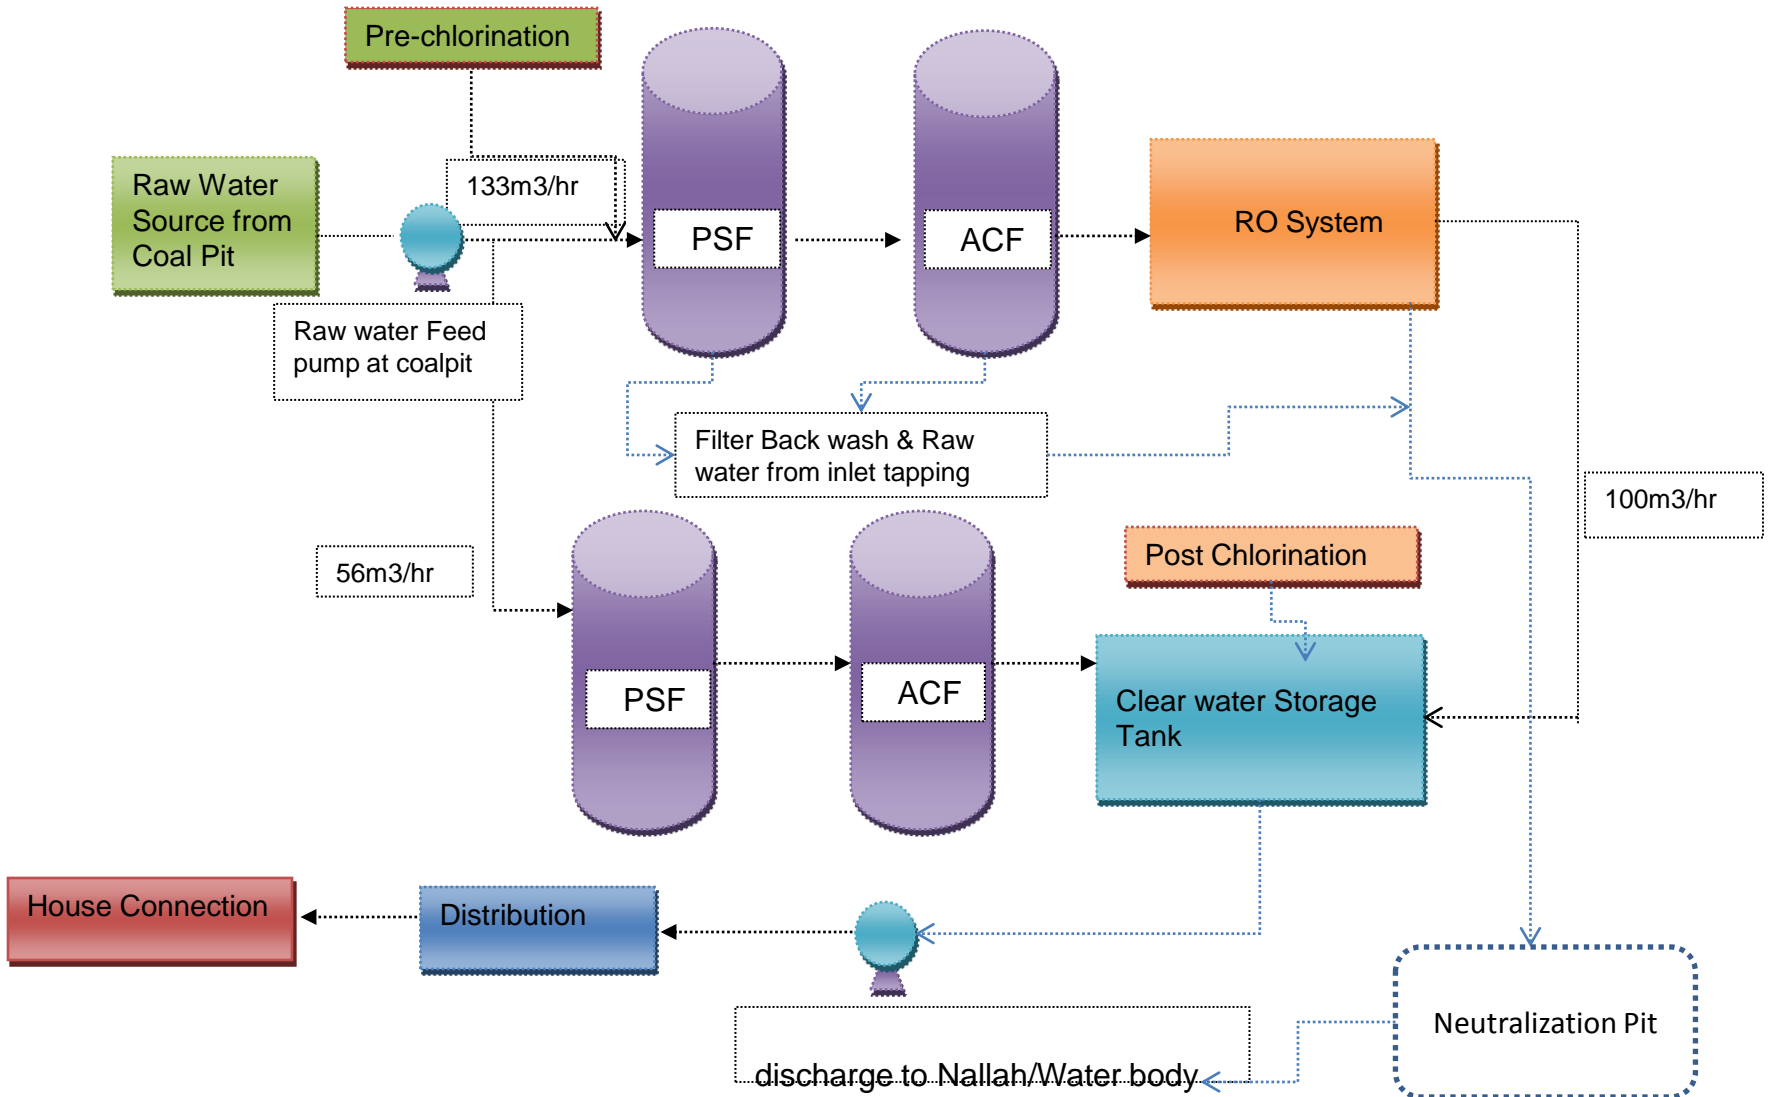 Pre-chlorination
Raw Water
Source from
Coal Pit
133m3/hr
PSF
ACF
RO System
Raw water Feed
pump at coalpit
Filter Back wash & Raw
water from inlet tapping
100m3/hr
56m3/hr
Post Chlorination
PSF
ACF
Clear water Storage
Tank
House Connection
Distribution
Neutralization Pit
discharge to Nallah/Water body